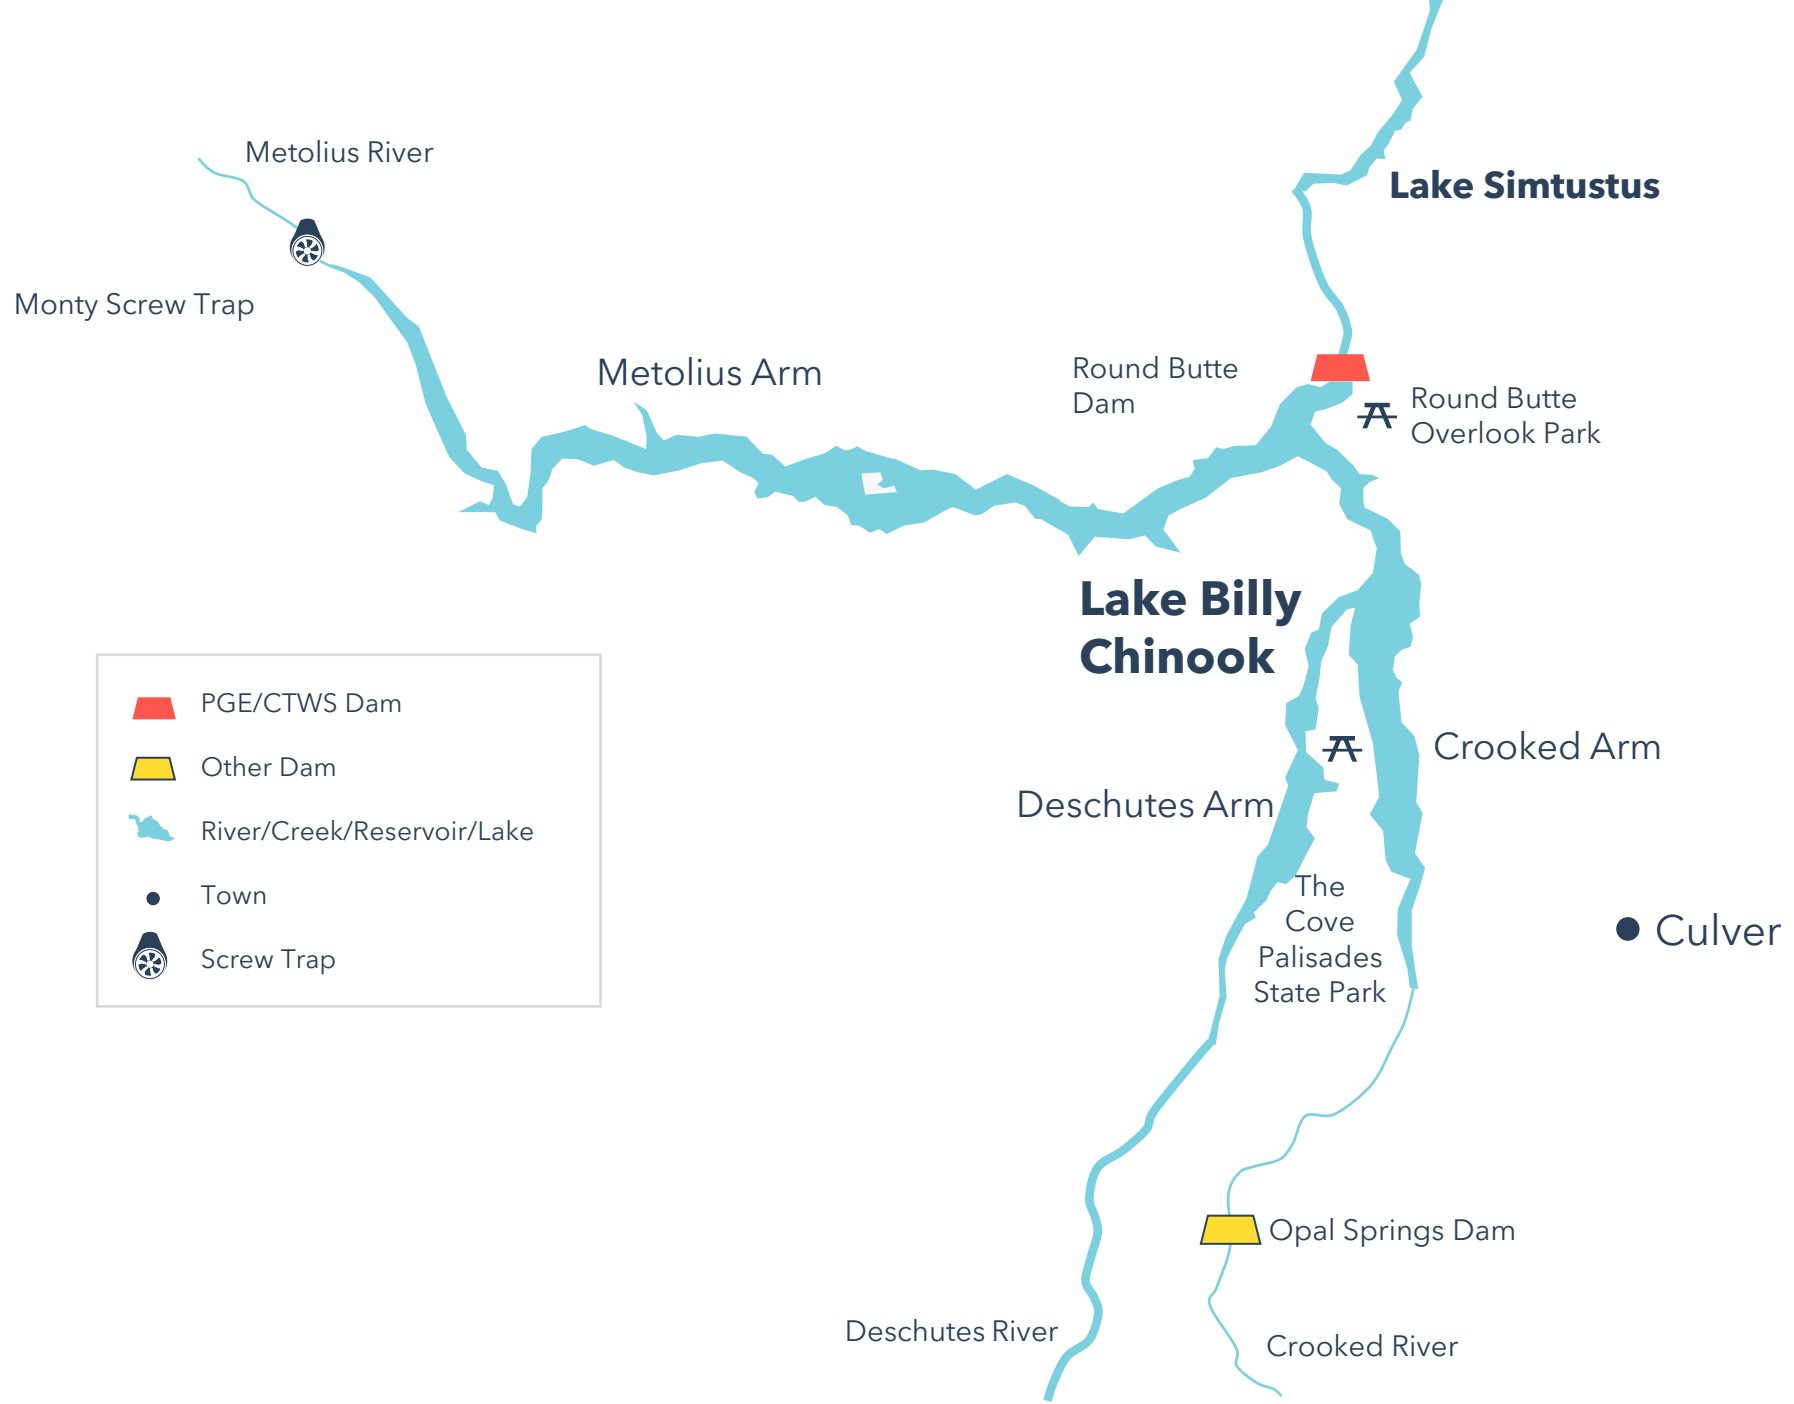 Metolius River
Lake Simtustus
Monty Screw Trap
Metolius Arm
Round Butte
Dam
Round Butte
Overlook Park
Lake Billy
Chinook
PGE/CTWS Dam
Other Dam
River/Creek/Reservoir/Lake
Town
Screw Trap
Crooked Arm
Deschutes Arm
The
Cove
Palisades
State Park
Culver
Opal Springs Dam
Deschutes River
Crooked River